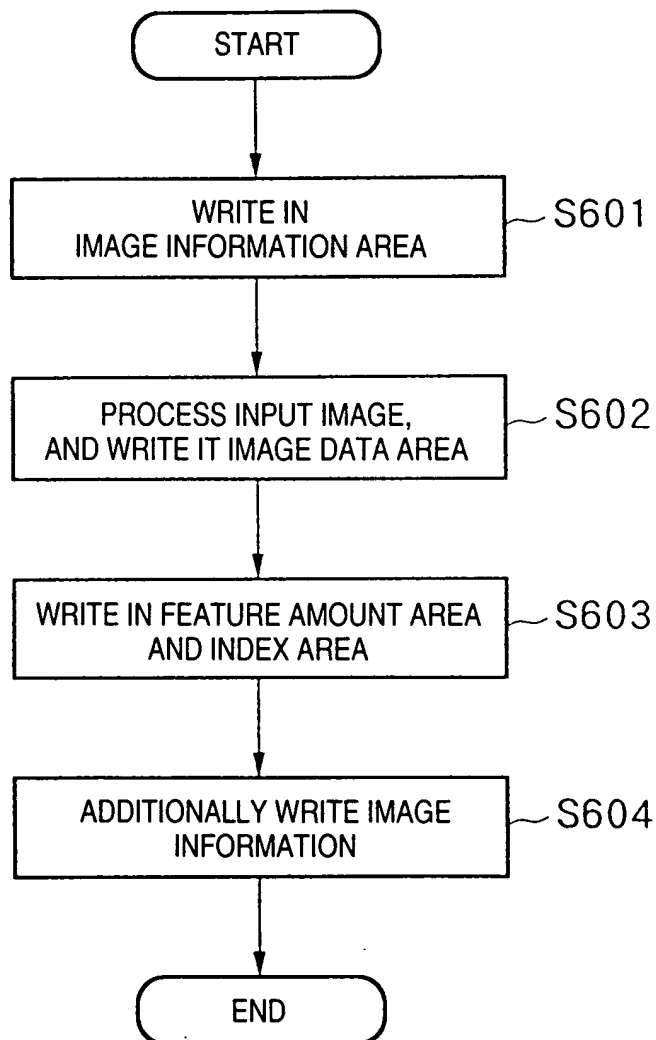 START
WRITE IN
IMAGE INFORMATION AREA
S601
PROCESS INPUT IMAGE,
AND WRITE IT IMAGE DATA AREA
S602
WRITE IN FEATURE AMOUNT AREA
AND INDEX AREA
S603
ADDITIONALLY WRITE IMAGE
INFORMATION
S604
END